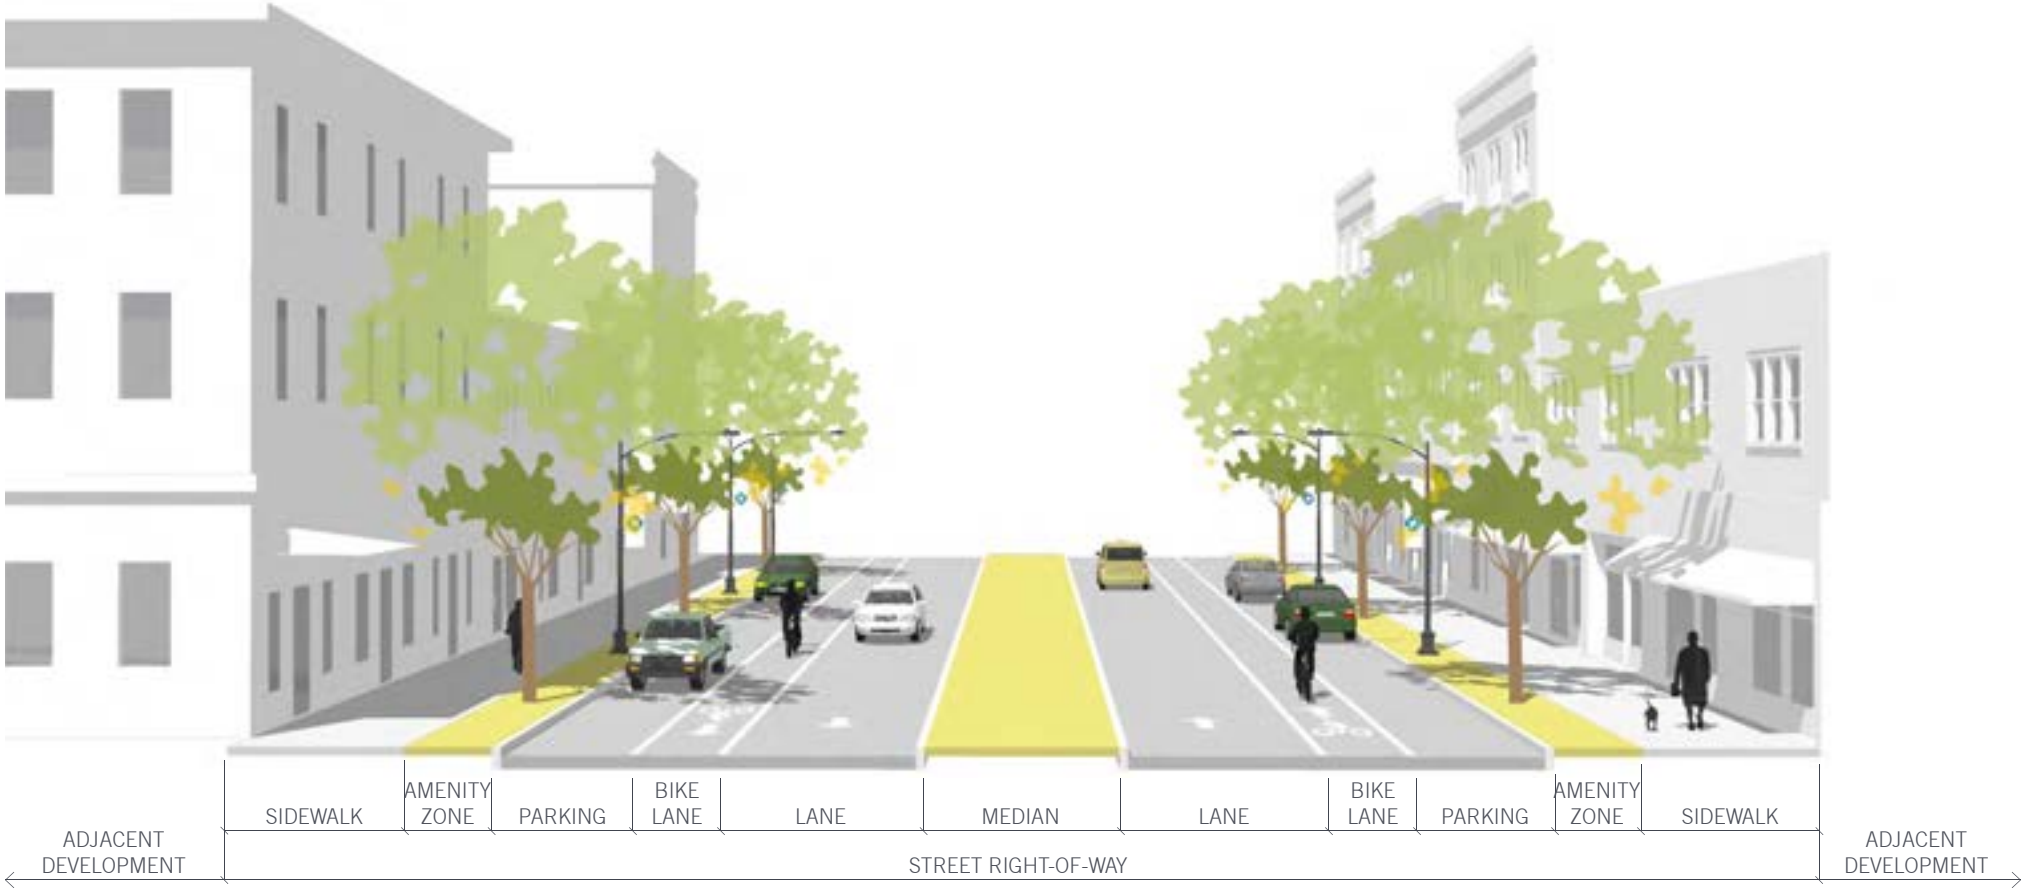 AMENITY
ZONE
BIKE
LANE
BIKE
LANE
AMENITY
ZONE
SIDEWALK
PARKING
LANE
MEDIAN
LANE
PARKING
SIDEWALK
ADJACENT
DEVELOPMENT
STREET RIGHT-OF-WAY
ADJACENT
DEVELOPMENT